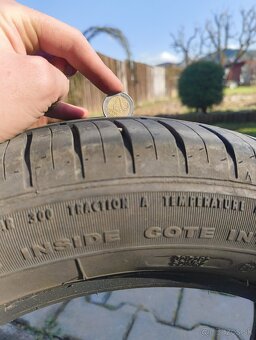 300 TRACTION A TEMPERATURE
INSIDE COTE IN